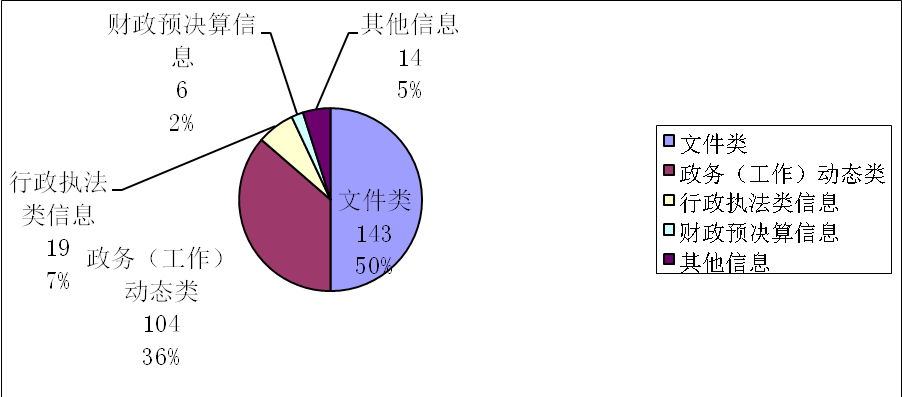 财政预决算信
息
6
2%
其他信息
14
5%
行政执法
类信息
19
7%
政务（工作）
动态类
104
36%
文件类
143
50%
文件类
政务（工作）动态类
行政执法类信息
财政预决算信息
其他信息